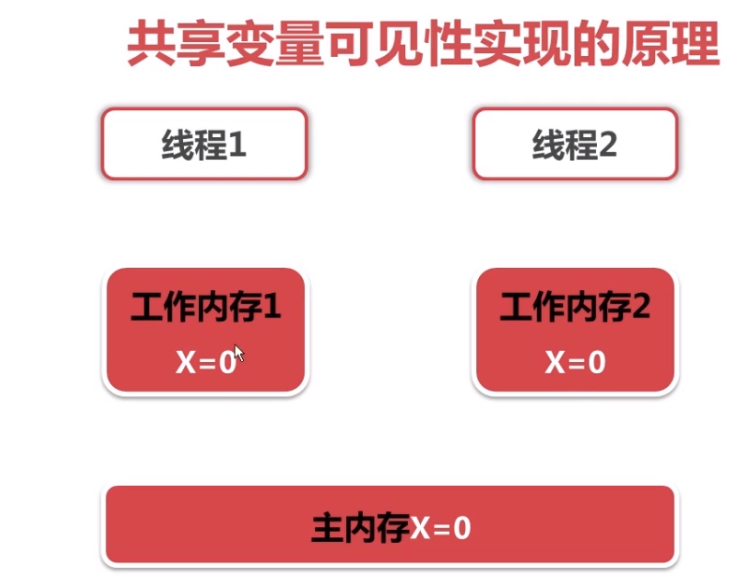 共享变量可见性实现的原理
线程1
线程2
工作内存1
X=0
工作内存2
X=0
主内存X=0